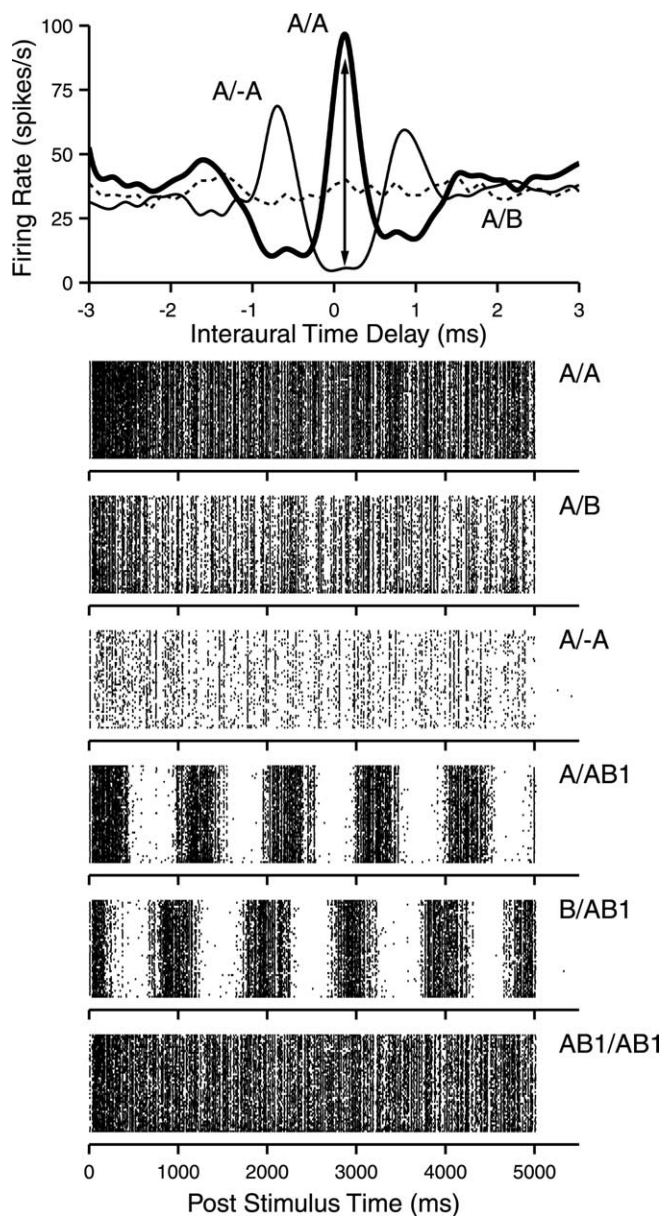 A/A
100
A/-A
75
Firing Rate (spikes/s)
50
25
A/B
0
-3 -2 -1 0 1 2 3
Interaural Time Delay (ms)
A/A
A/B
A/-A
A/AB1
B/AB1
AB1/AB1
0 1000 2000 3000 4000 5000
Post Stimulus Time (ms)